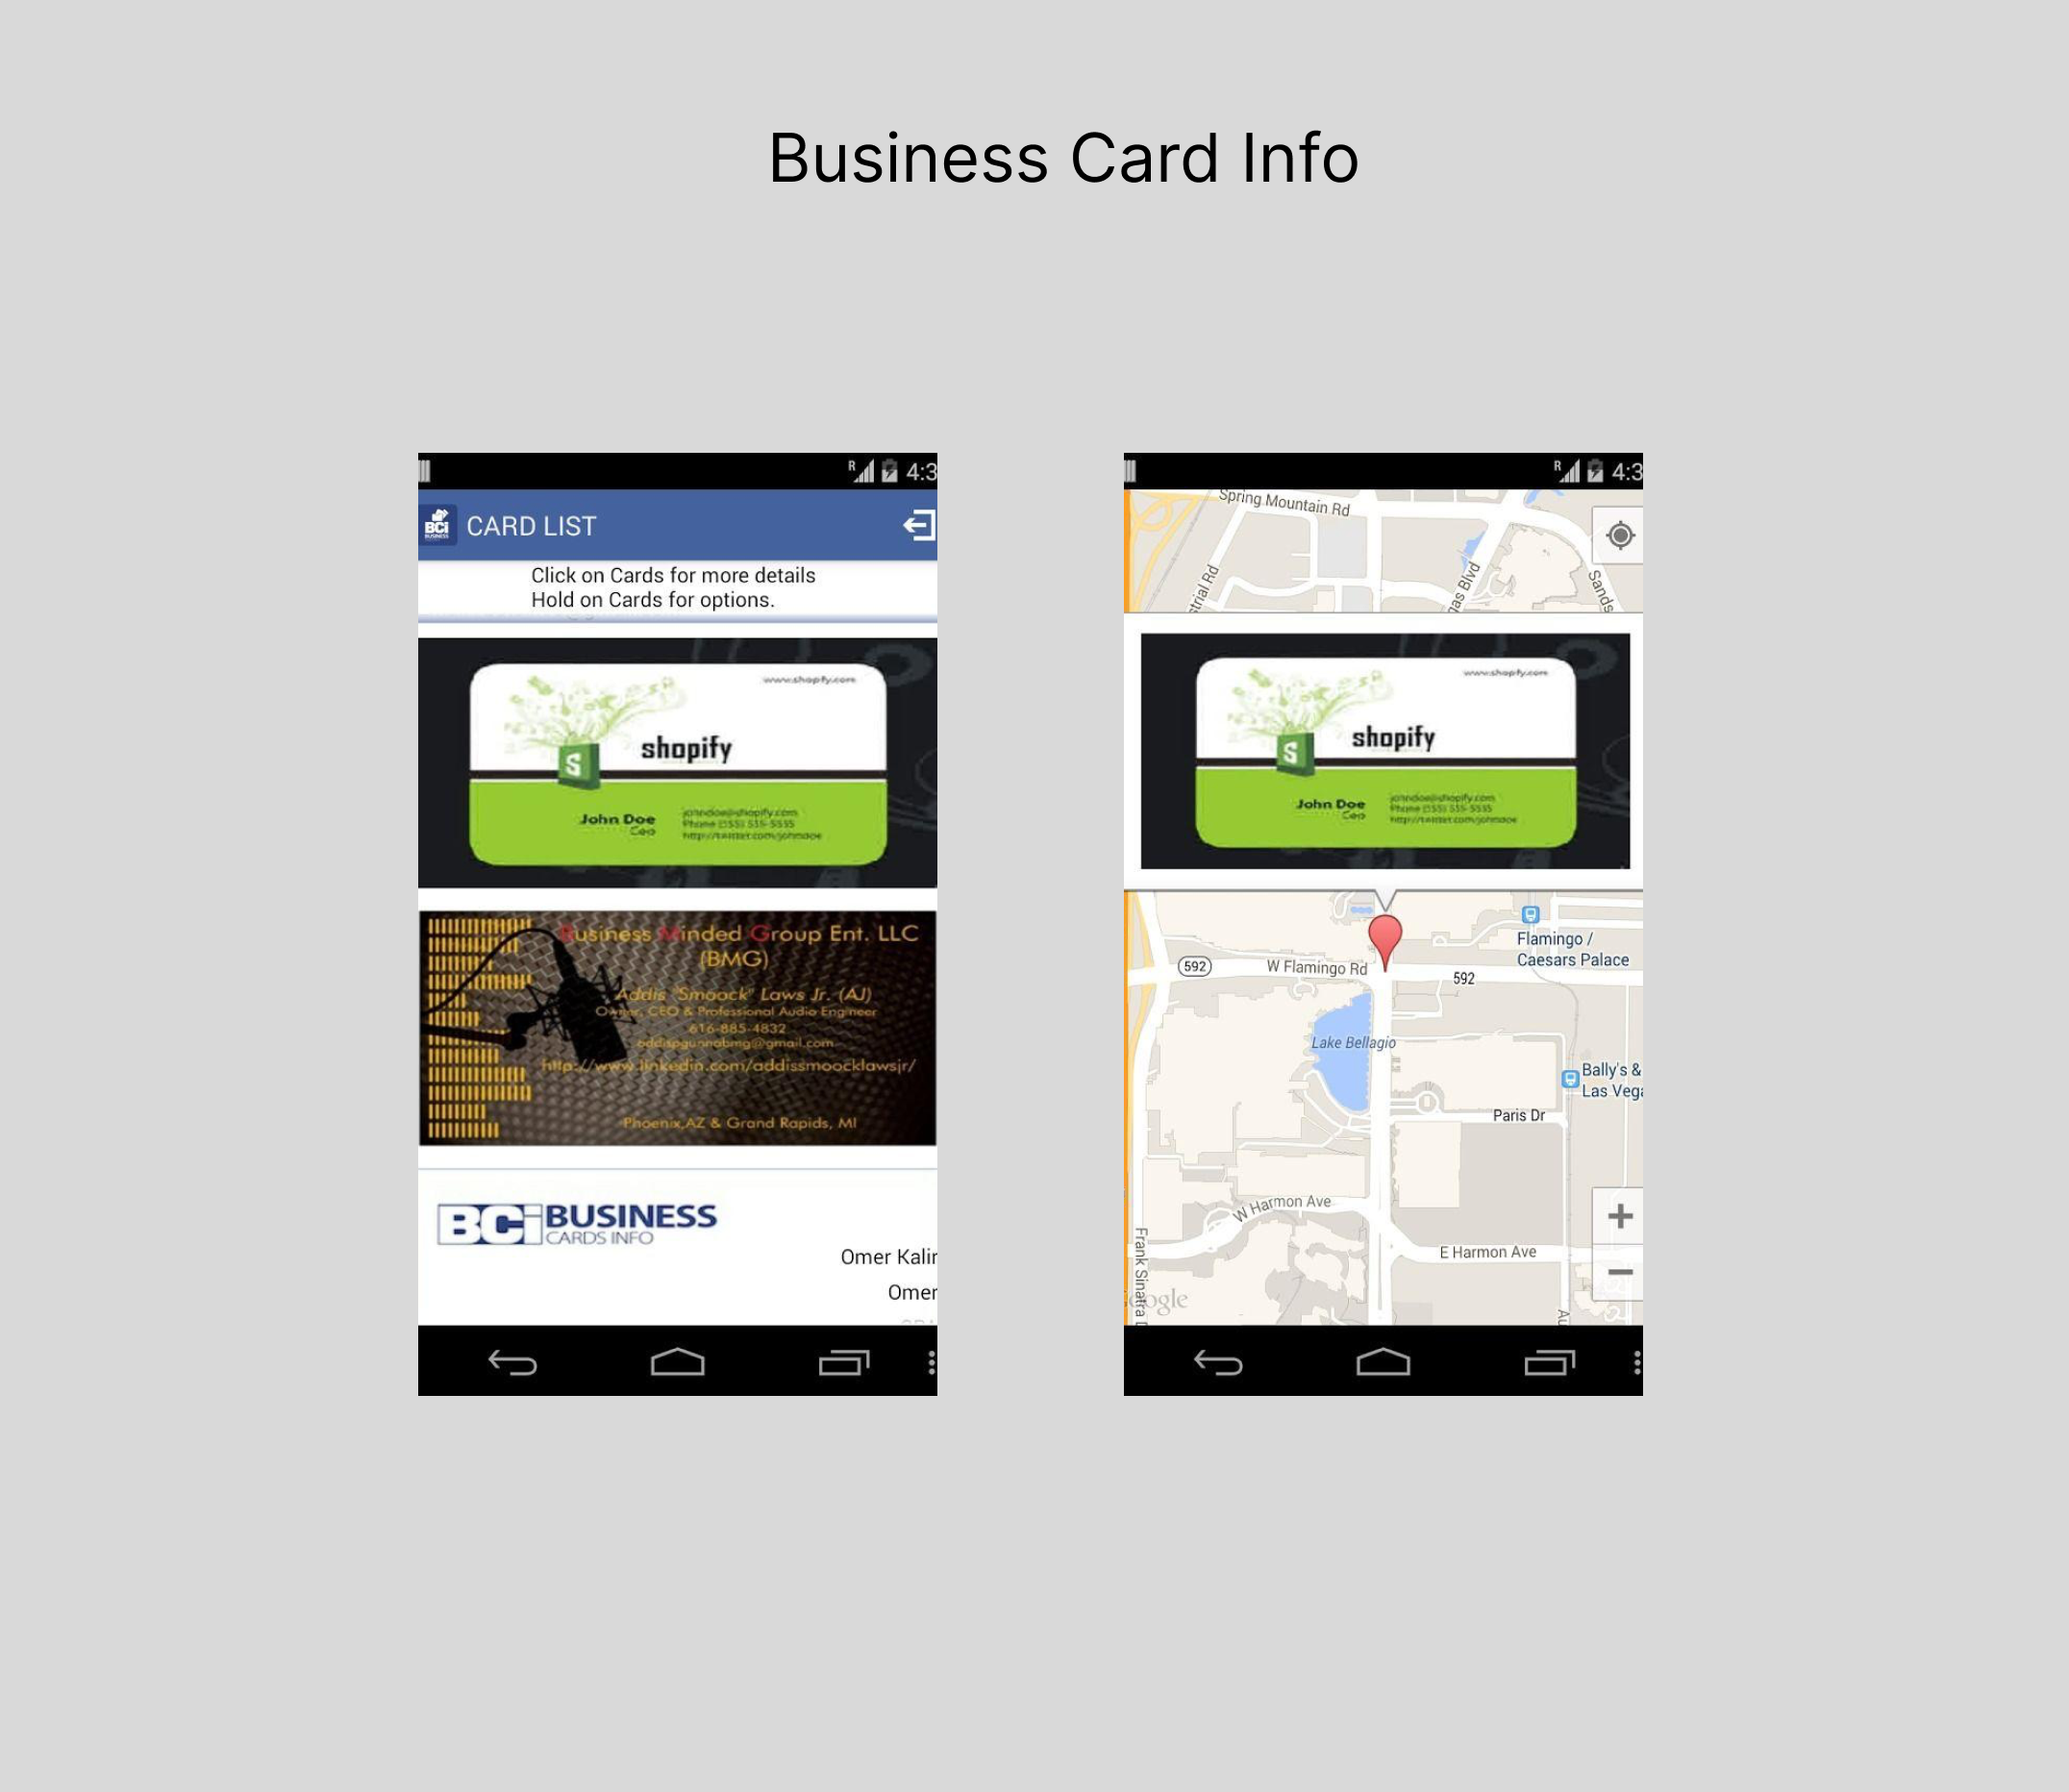 Business Card Info
R 4:3
BCi
BUSINESS
CARD LIST
Click on Cards for more details
Hold on Cards for options.
www.shopify.com
shopify
S
John Doe
Ceo
johndoe@shopify.com
Phone (555) 555-5555
http://twitter.com/johndoe
Business Minded Group Ent. LLC
(BMG)
Addis "Smoock" Laws Jr. (AJ)
Owner, CEO & Professional Audio Engineer
616-885-4832
addispgunnabmg@gmail.com
http://www.linkedin.com/addissmoocklawsjr/
Phoenix,AZ & Grand Rapids, MI
BCi BUSINESS
CARDS INFO
Omer Kalir
Omer
R 4:3
Spring Mountain Rd
strial Rd
as Blvd
Sands
www.shopify.com
shopify
S
John Doe
Ceo
johndoe@shopify.com
Phone (555) 555-5555
http://twitter.com/johndoe
Flamingo /
Caesars Palace
592
W Flamingo Rd
592
Lake Bellagio
Bally's &
Las Vega
Paris Dr
W Harmon Ave
E Harmon Ave
Frank Sinatra D
oogle
Au